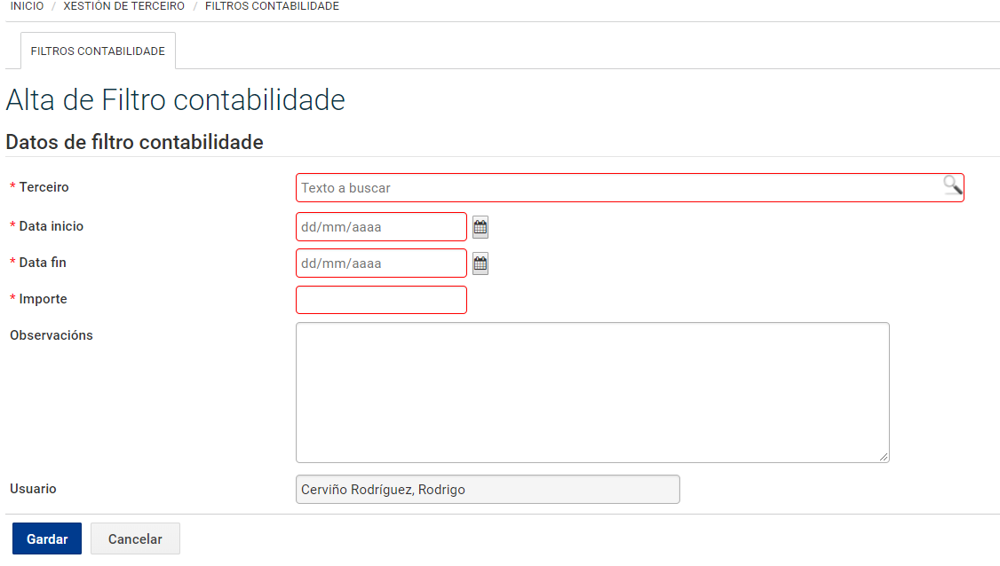 INICIO / XESTIÓN DE TERCEIRO / FILTROS CONTABILIDADE
FILTROS CONTABILIDADE
Alta de Filtro contabilidade
Datos de filtro contabilidade
* Terceiro Texto a buscar
* Data inicio dd/mm/aaaa
* Data fin dd/mm/aaaa
* Importe
Observacións
Usuario Cerviño Rodríguez, Rodrigo
Gardar Cancelar